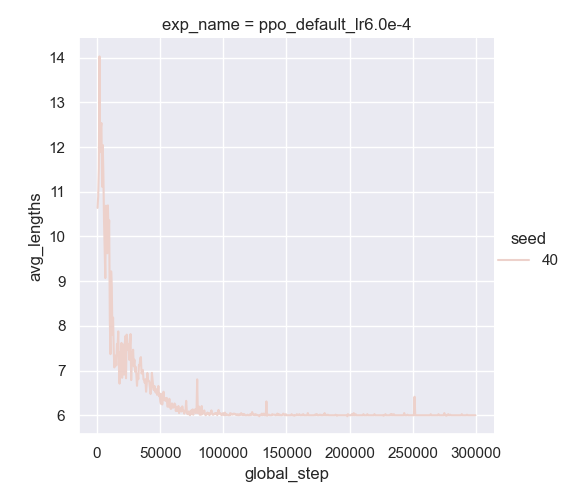 exp_name = ppo_default_lr6.0e-4
14
13
12
11
10
9
8
7
6
avg_lengths
0 50000 100000 150000 200000 250000 300000
global_step
seed
40